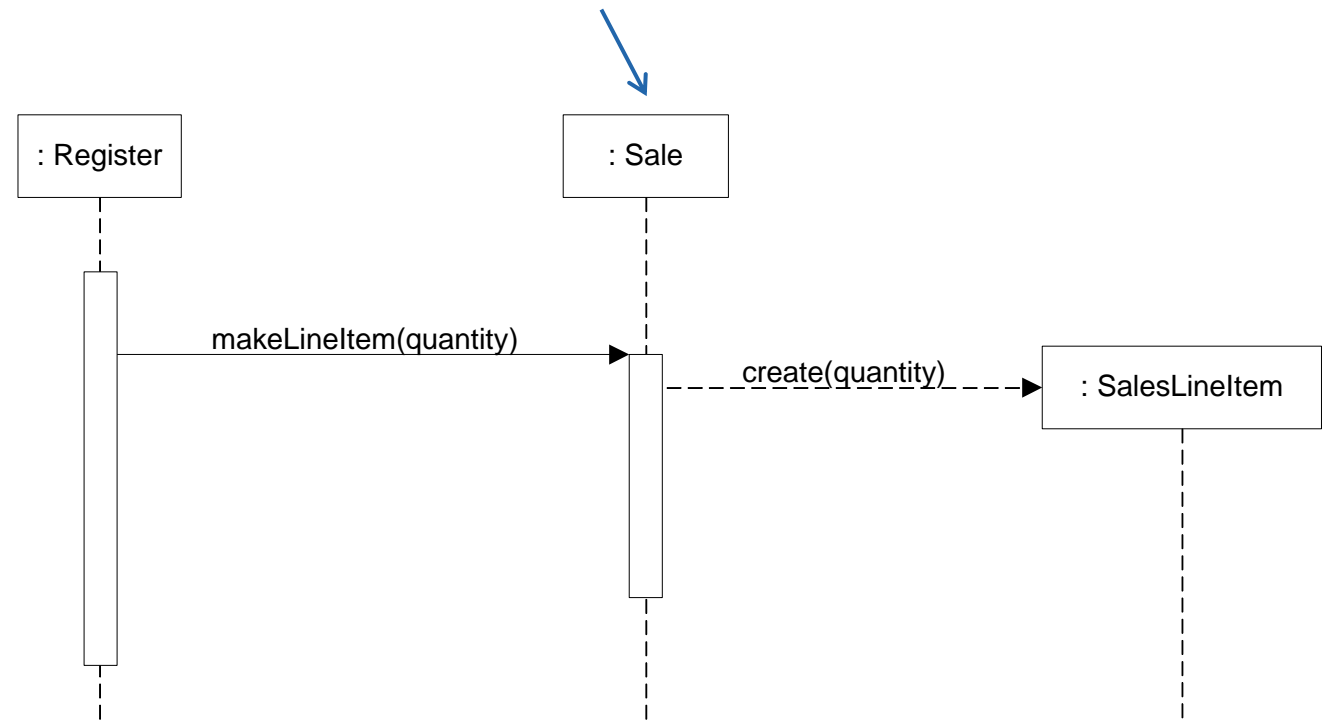 : Register
: Sale
makeLineItem(quantity)
create(quantity)
: SalesLineItem